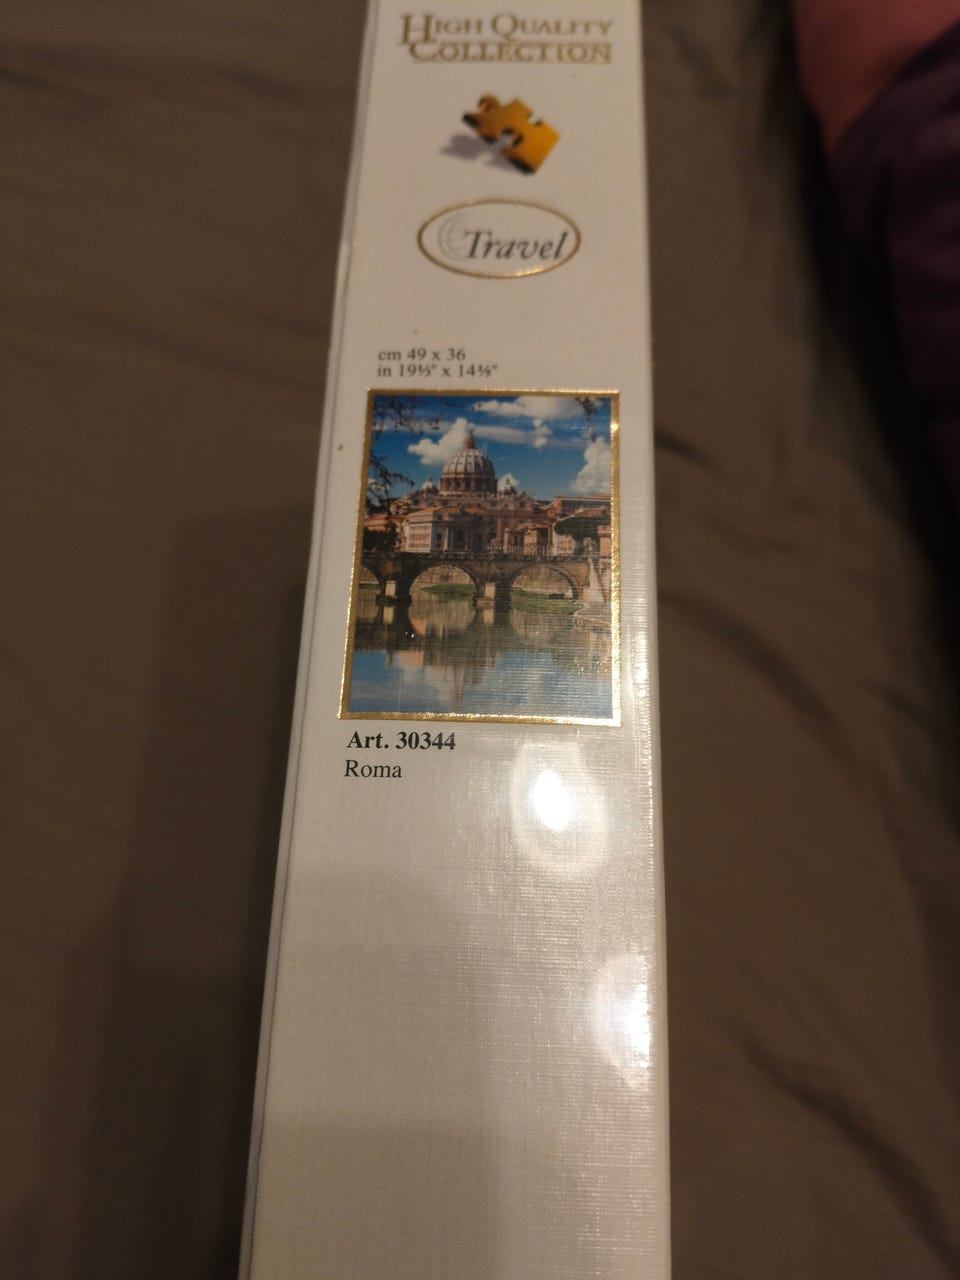 HIGH QUALITY
COLLECTION
Travel
cm 49 x 36
in 19⅓" x 14⅛"
Art. 30344
Roma